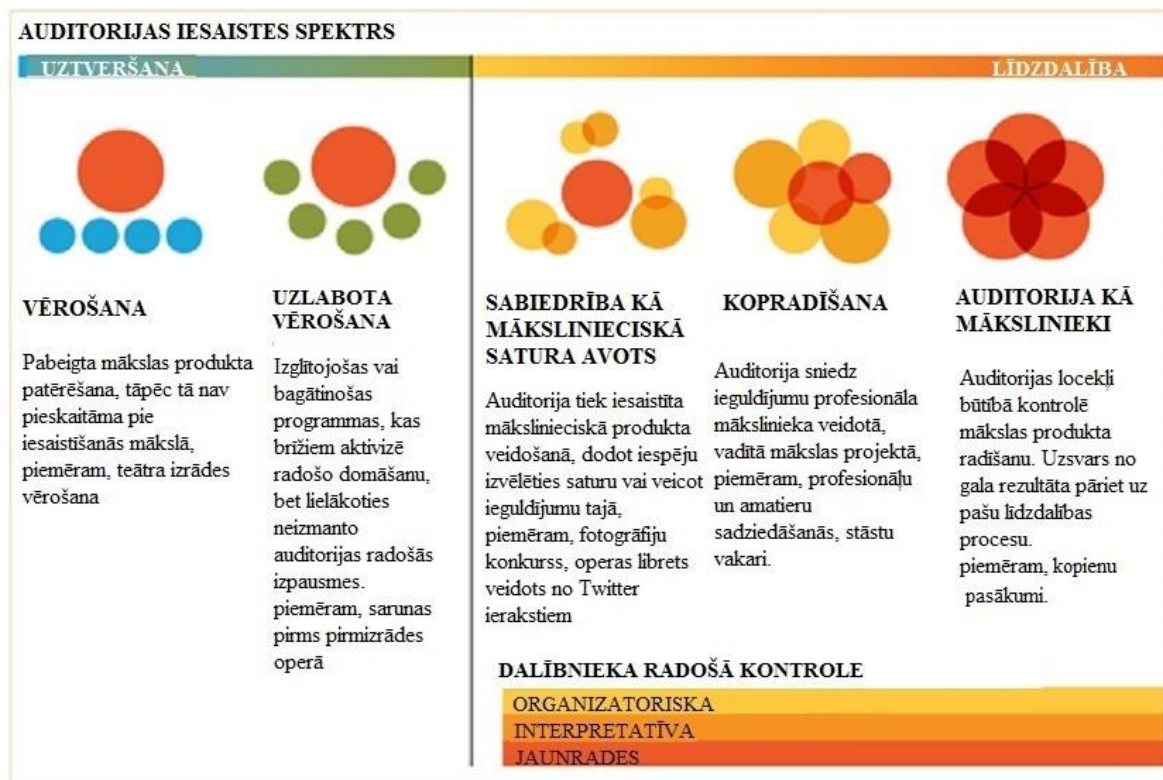 AUDITORIJAS IESAISTES SPEKTRS
UZTVERŠANA
LĪDZDALĪBA
VĒROŠANA
Pabeigta mākslas produkta
patērēšana, tāpēc tā nav
pieskaitāma pie
iesaistīšanās mākslā,
piemēram, teātra izrādes
vērošana
UZLABOTA
VĒROŠANA
Izglītojošas vai
bagātinošas
programmas, kas
brīžiem aktivizē
radošo domāšanu,
bet lielākoties
neizmanto
auditorijas radošās
izpausmes.
piemēram, sarunas
pirms pirmizrādes
operā
SABIEDRĪBA KĀ
MĀKSLINIECISKĀ
SATURA AVOTS
Auditorija tiek iesaistīta
mākslinieciskā produkta
veidošanā, dodot iespēju
izvēlēties saturu vai veicot
ieguldījumu tajā,
piemēram, fotogrāfiju
konkurss, operas librets
veidots no Twitter
ierakstiem
KOPRADĪŠANA
Auditorija sniedz
ieguldījumu profesionāla
mākslinieka veidotā,
vadītā mākslas projektā,
piemēram, profesionāļu
un amatieru
sadziedāšanās, stāstu
vakari.
AUDITORIJA KĀ
MĀKSLINIEKI
Auditorijas locekļi
būtībā kontrolē
mākslas produkta
radīšanu. Uzsvars no
gala rezultāta pāriet uz
pašu līdzdalības
procesu.
piemēram, kopienu
pasākumi.
DALĪBNIEKA RADOŠĀ KONTROLE
ORGANIZATORISKA
INTERPRETATĪVA
JAUNRADES